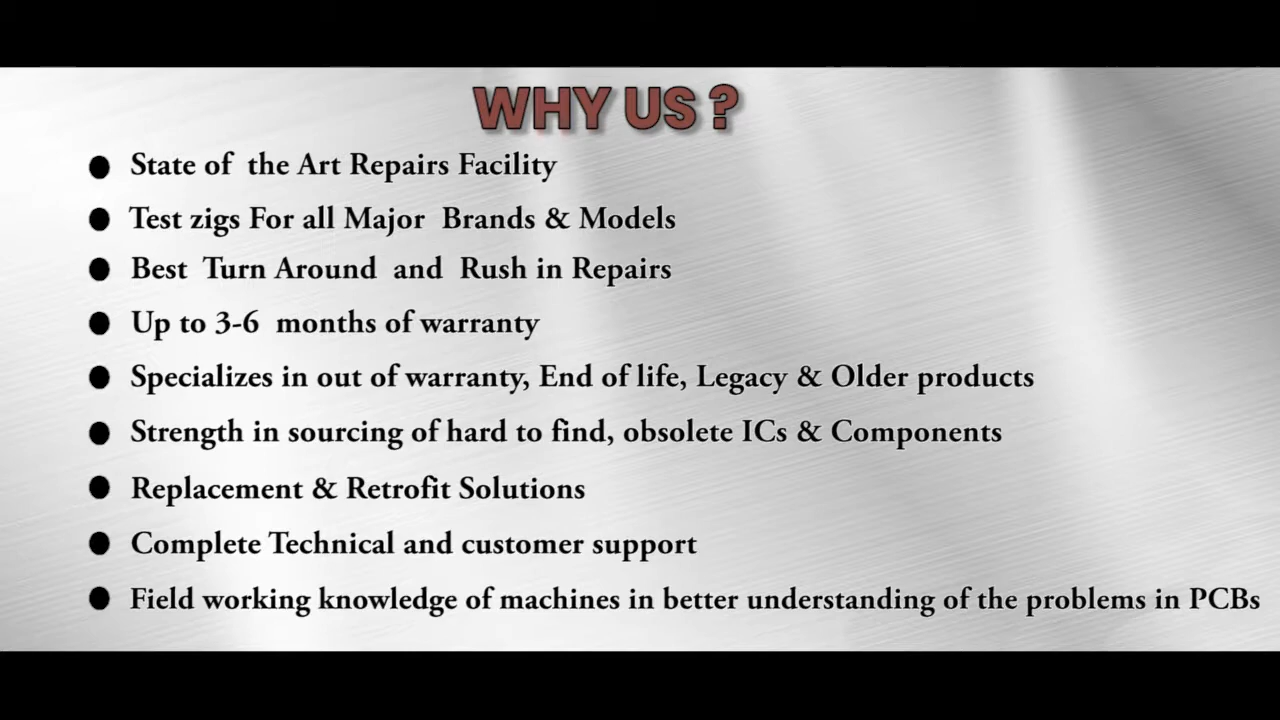 WHY US ?
State of the Art Repairs Facility
Test zigs For all Major Brands & Models
Best Turn Around and Rush in Repairs
Up to 3-6 months of warranty
Specializes in out of warranty, End of life, Legacy & Older products
Strength in sourcing of hard to find, obsolete ICs & Components
Replacement & Retrofit Solutions
Complete Technical and customer support
Field working knowledge of machines in better understanding of the problems in PCBs